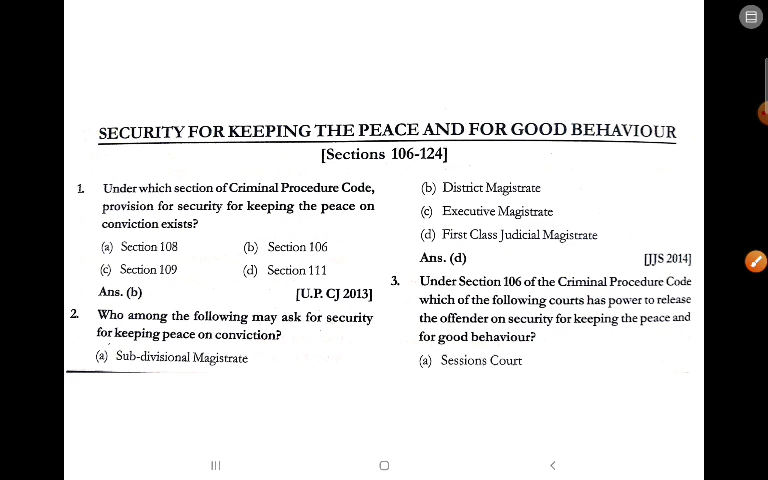 SECURITY FOR KEEPING THE PEACE AND FOR GOOD BEHAVIOUR
[Sections 106-124]
1. Under which section of Criminal Procedure Code,
provision for security for keeping the peace on
conviction exists?
(a) Section 108 (b) Section 106
(c) Section 109 (d) Section 111
Ans. (b) [U.P. CJ 2013]
2. Who among the following may ask for security
for keeping peace on conviction?
(a) Sub-divisional Magistrate
(b) District Magistrate
(c) Executive Magistrate
(d) First Class Judicial Magistrate
Ans. (d) [JJS 2014]
3. Under Section 106 of the Criminal Procedure Code
which of the following courts has power to release
the offender on security for keeping the peace and
for good behaviour?
(a) Sessions Court